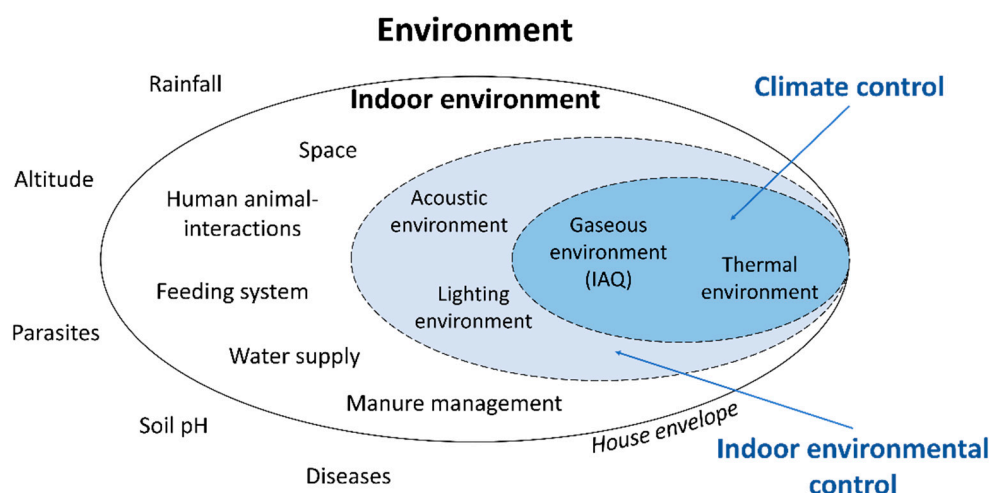 Environment
Rainfall
Indoor environment
Climate control
Space
Altitude
Human animal-
interactions
Acoustic
environment
Gaseous
environment
(IAQ)
Thermal
environment
Feeding system
Lighting
environment
Parasites
Water supply
Manure management
Soil pH
House envelope
Indoor environmental
control
Diseases